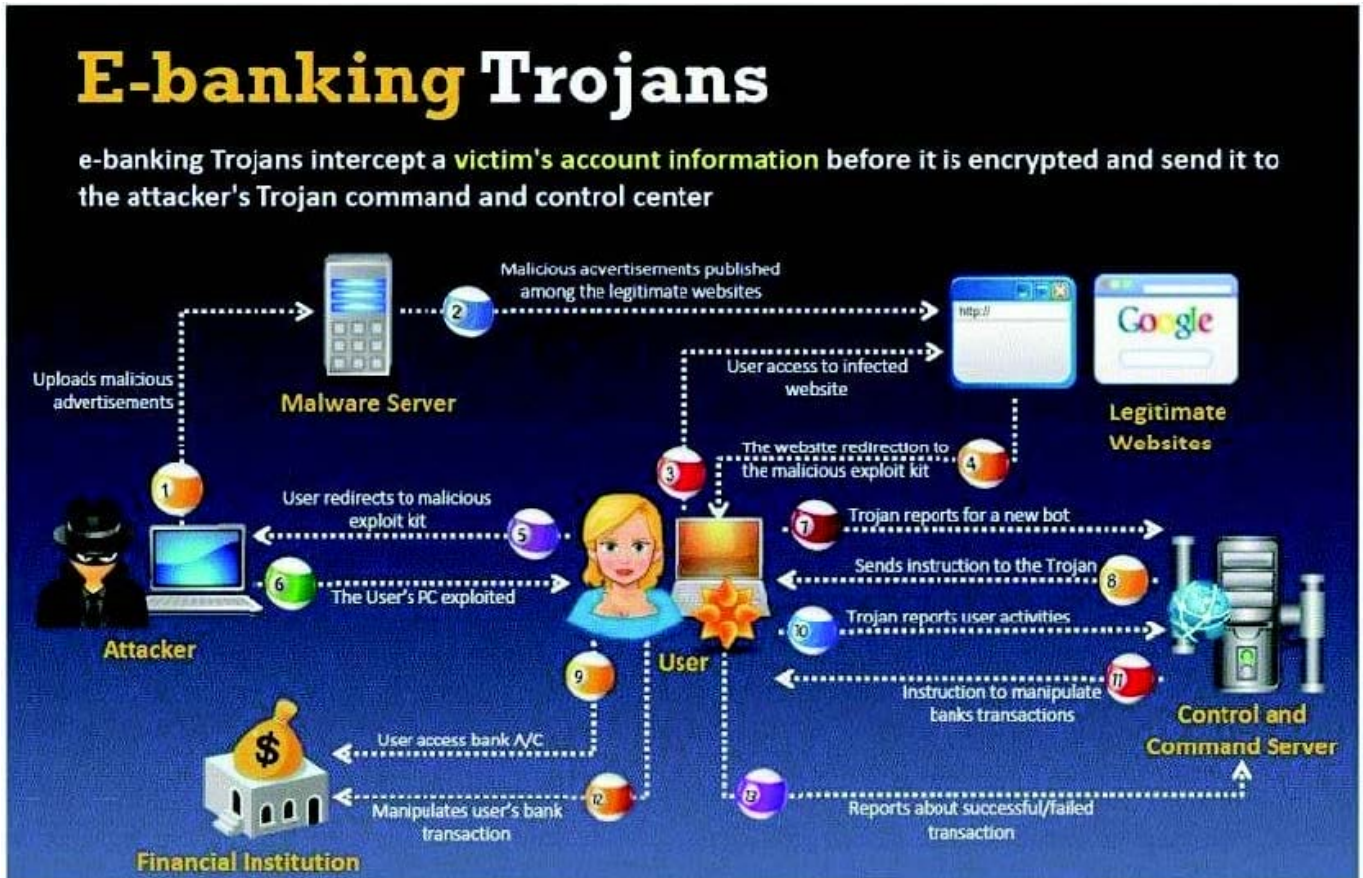 E-banking Trojans
e-banking Trojans intercept a victim's account information before it is encrypted and send it to
the attacker's Trojan command and control center
Malicious advertisements published
among the legitimate websites
2
http://
Google
Uploads malicious
advertisements
Malware Server
User access to infected
website
Legitimate
Websites
The website redirection to
the malicious exploit kit
4
3
1
User redirects to malicious
exploit kit
5
7
Trojan reports for a new bot
6
The User's PC exploited
Sends instruction to the Trojan
8
10
Trojan reports user activities
Attacker
User
9
11
Instruction to manipulate
banks transactions
Control and
Command Server
$
User access bank A/C
12
Manipulates user's bank
transaction
13
Reports about successful/failed
transaction
Financial Institution